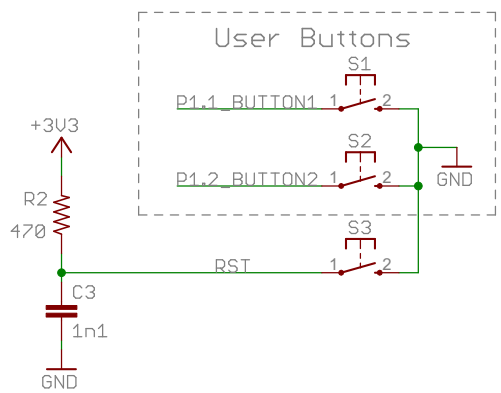 User Buttons
S1
P1.1_BUTTON1 1 2
+3V3
S2
P1.2_BUTTON2 1 2
GND
R2
470
S3
RST 1 2
C3
1n1
GND